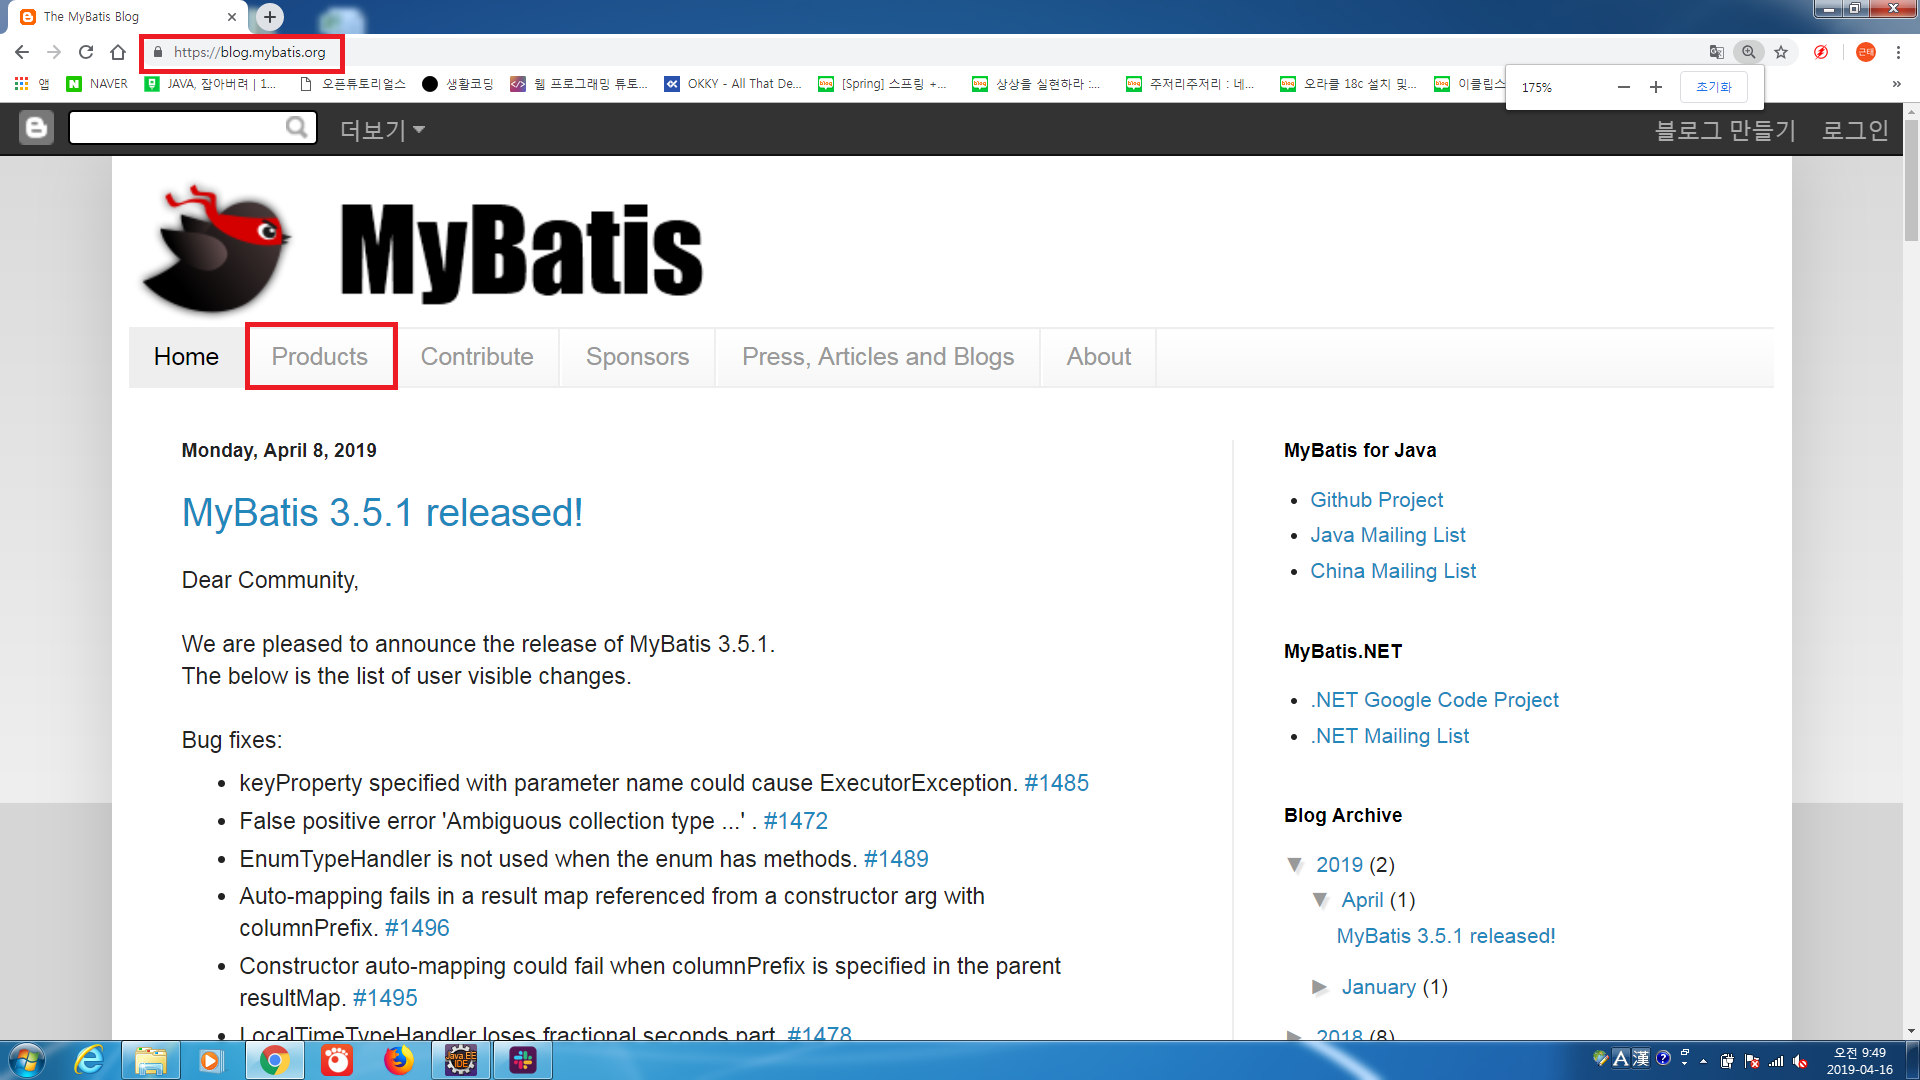 The MyBatis Blog
https://blog.mybatis.org
앱
NAVER
JAVA, 잡아버려 | 1...
오픈튜토리얼스
생활코딩
웹 프로그래밍 튜토...
OKKY - All That De...
[Spring] 스프링 +...
상상을 실현하라 :...
주저리주저리 : 네...
오라클 18c 설치 및...
이클립스
»
175%
초기화
더보기
블로그 만들기
로그인
MyBatis
Home
Products
Contribute
Sponsors
Press, Articles and Blogs
About
Monday, April 8, 2019
MyBatis 3.5.1 released!
Dear Community,
We are pleased to announce the release of MyBatis 3.5.1.
The below is the list of user visible changes.
Bug fixes:
• keyProperty specified with parameter name could cause ExecutorException. #1485
• False positive error 'Ambiguous collection type ...' . #1472
• EnumTypeHandler is not used when the enum has methods. #1489
• Auto-mapping fails in a result map referenced from a constructor arg with
columnPrefix. #1496
• Constructor auto-mapping could fail when columnPrefix is specified in the parent
resultMap. #1495
• LocalTimeTypeHandler loses fractional seconds part. #1478
MyBatis for Java
• Github Project
• Java Mailing List
• China Mailing List
MyBatis.NET
• .NET Google Code Project
• .NET Mailing List
Blog Archive
▼ 2019 (2)
▼ April (1)
MyBatis 3.5.1 released!
► January (1)
► 2018 (8)
Java EE
IDE
A 漢
오전 9:49
2019-04-16